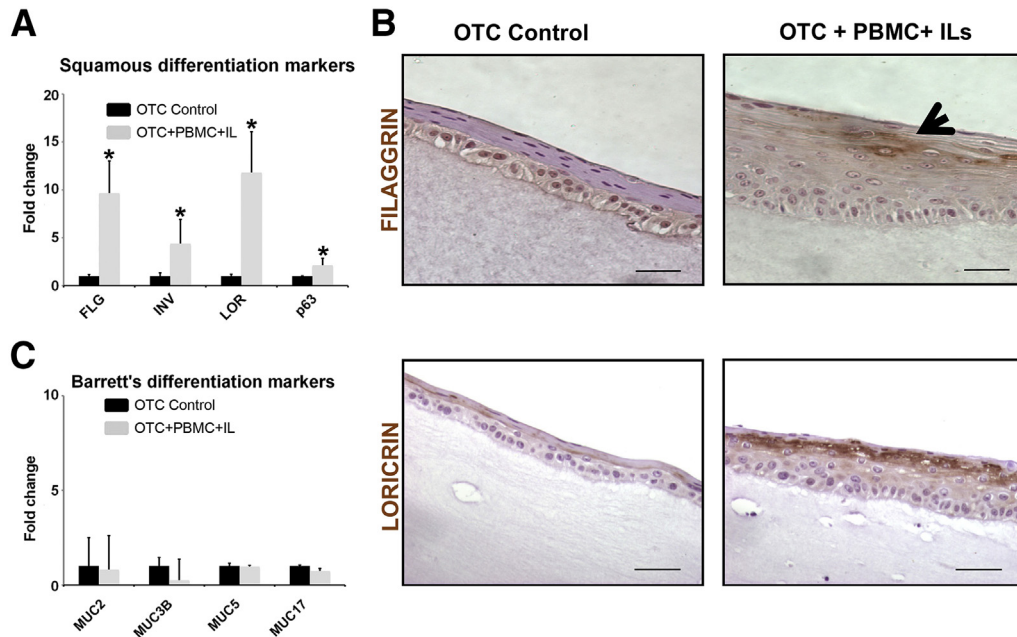 A
Squamous differentiation markers
20
15
10
5
0
Fold change
OTC Control
OTC+PBMC+IL
*
*
*
*
FLG
INV
LOR
p63
B
OTC Control
OTC + PBMC+ ILs
FILAGGRIN
LORICRIN
C
Barrett's differentiation markers
10
5
0
Fold change
OTC Control
OTC+PBMC+IL
MUC2
MUC3B
MUC5
MUC17